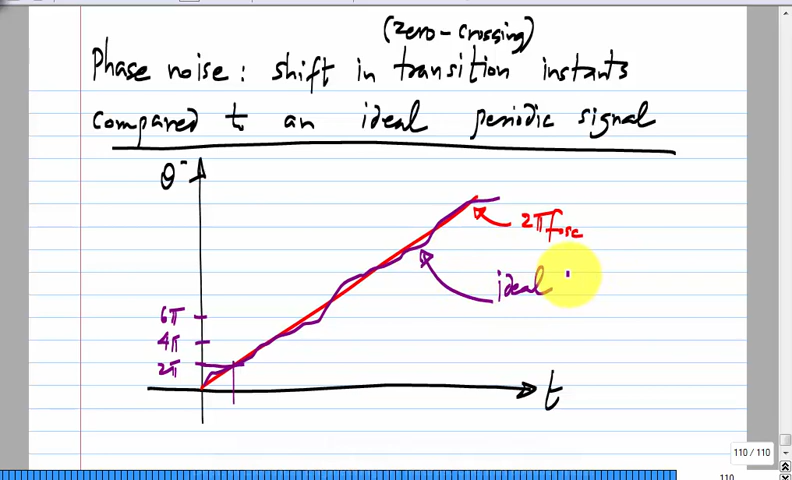 (zero-crossing)
Phase noise: shift in transition instants
compared to an ideal periodic signal
θ
2πfosc
ideal
6π
4π
2π
t
110 / 110
110